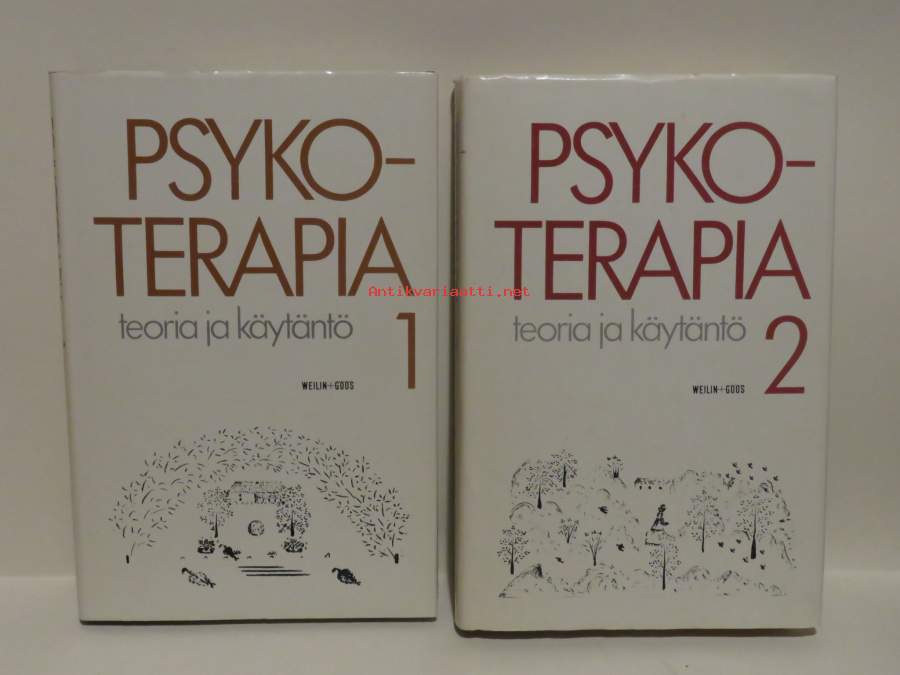 PSYKO-
TERAPIA
teoria ja käytäntö 1
WEILIN+GÖÖS
PSYKO-
TERAPIA
teoria ja käytäntö 2
WEILIN+GÖÖS
Antikvariaatti.net